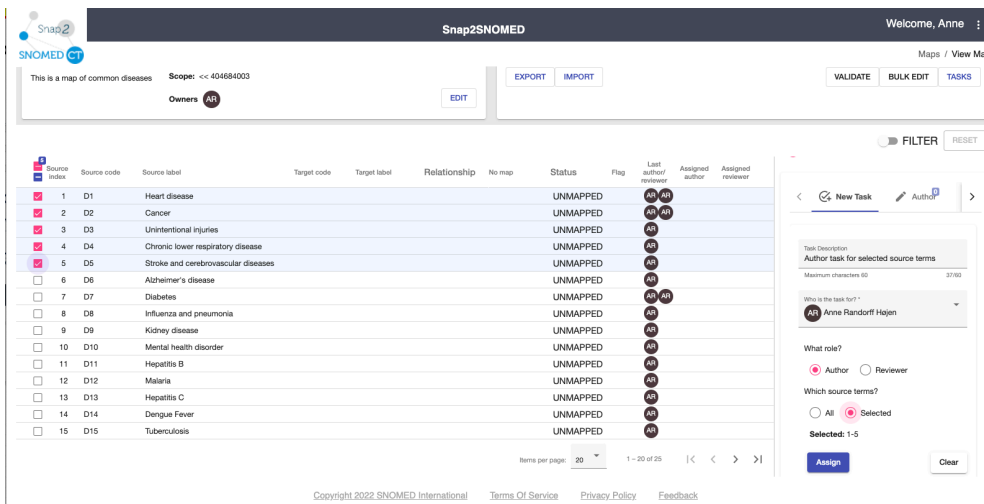 Snap2
SNOMED CT
Snap2SNOMED
Welcome, Anne
Maps / View Ma
This is a map of common diseases
Scope: << 404684003
Owners AR
EDIT
EXPORT IMPORT
VALIDATE BULK EDIT TASKS
FILTER RESET
5
Source index Source code Source label Target code Target label Relationship No map Status Flag Last author/ reviewer Assigned author Assigned reviewer
1 D1 Heart disease UNMAPPED AR AR
2 D2 Cancer UNMAPPED AR AR
3 D3 Unintentional injuries UNMAPPED AR
4 D4 Chronic lower respiratory disease UNMAPPED AR
5 D5 Stroke and cerebrovascular diseases UNMAPPED AR
6 D6 Alzheimer's disease UNMAPPED AR
7 D7 Diabetes UNMAPPED AR AR
8 D8 Influenza and pneumonia UNMAPPED AR
9 D9 Kidney disease UNMAPPED AR
10 D10 Mental health disorder UNMAPPED AR
11 D11 Hepatitis B UNMAPPED AR
12 D12 Malaria UNMAPPED AR
13 D13 Hepatitis C UNMAPPED AR
14 D14 Dengue Fever UNMAPPED AR
15 D15 Tuberculosis UNMAPPED AR
Items per page: 20 1 – 20 of 25
New Task Author 0
Task Description
Author task for selected source terms
Maximum characters 60 37/60
Who is the task for? *
AR Anne Randorff Højen
What role?
Author Reviewer
Which source terms?
All Selected
Selected: 1-5
Assign Clear
Copyright 2022 SNOMED International Terms Of Service Privacy Policy Feedback